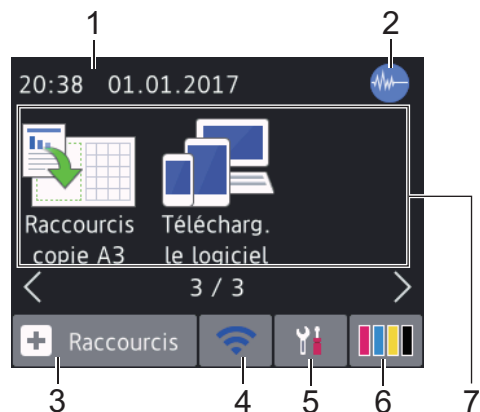 1 2
20:38 01.01.2017
Raccourcis Télécharg.
copie A3 le logiciel
3 / 3
Raccourcis
3 4 5 6 7